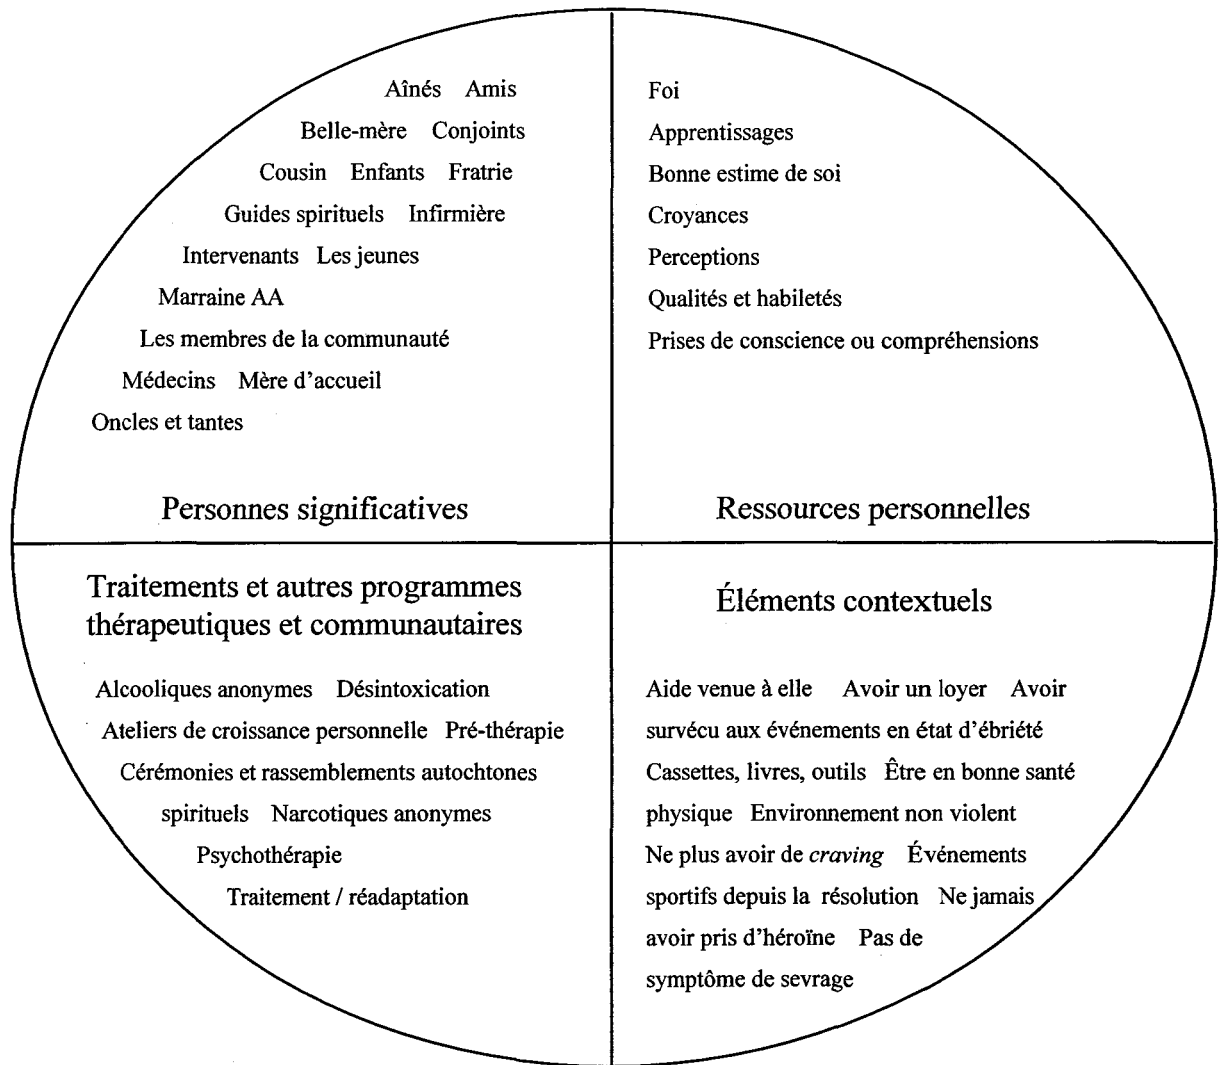 Aînés Amis
Belle-mère Conjoints
Cousin Enfants Fratrie
Guides spirituels Infirmière
Intervenants Les jeunes
Marraine AA
Les membres de la communauté
Médecins Mère d'accueil
Oncles et tantes
Personnes significatives
Foi
Apprentissages
Bonne estime de soi
Croyances
Perceptions
Qualités et habiletés
Prises de conscience ou compréhensions
Ressources personnelles
Traitements et autres programmes
thérapeutiques et communautaires
Alcooliques anonymes Désintoxication
Ateliers de croissance personnelle Pré-thérapie
Cérémonies et rassemblements autochtones
spirituels Narcotiques anonymes
Psychothérapie
Traitement / réadaptation
Éléments contextuels
Aide venue à elle Avoir un loyer Avoir
survécu aux événements en état d'ébriété
Cassettes, livres, outils Être en bonne santé
physique Environnement non violent
Ne plus avoir de craving Événements
sportifs depuis la résolution Ne jamais
avoir pris d'héroïne Pas de
symptôme de sevrage